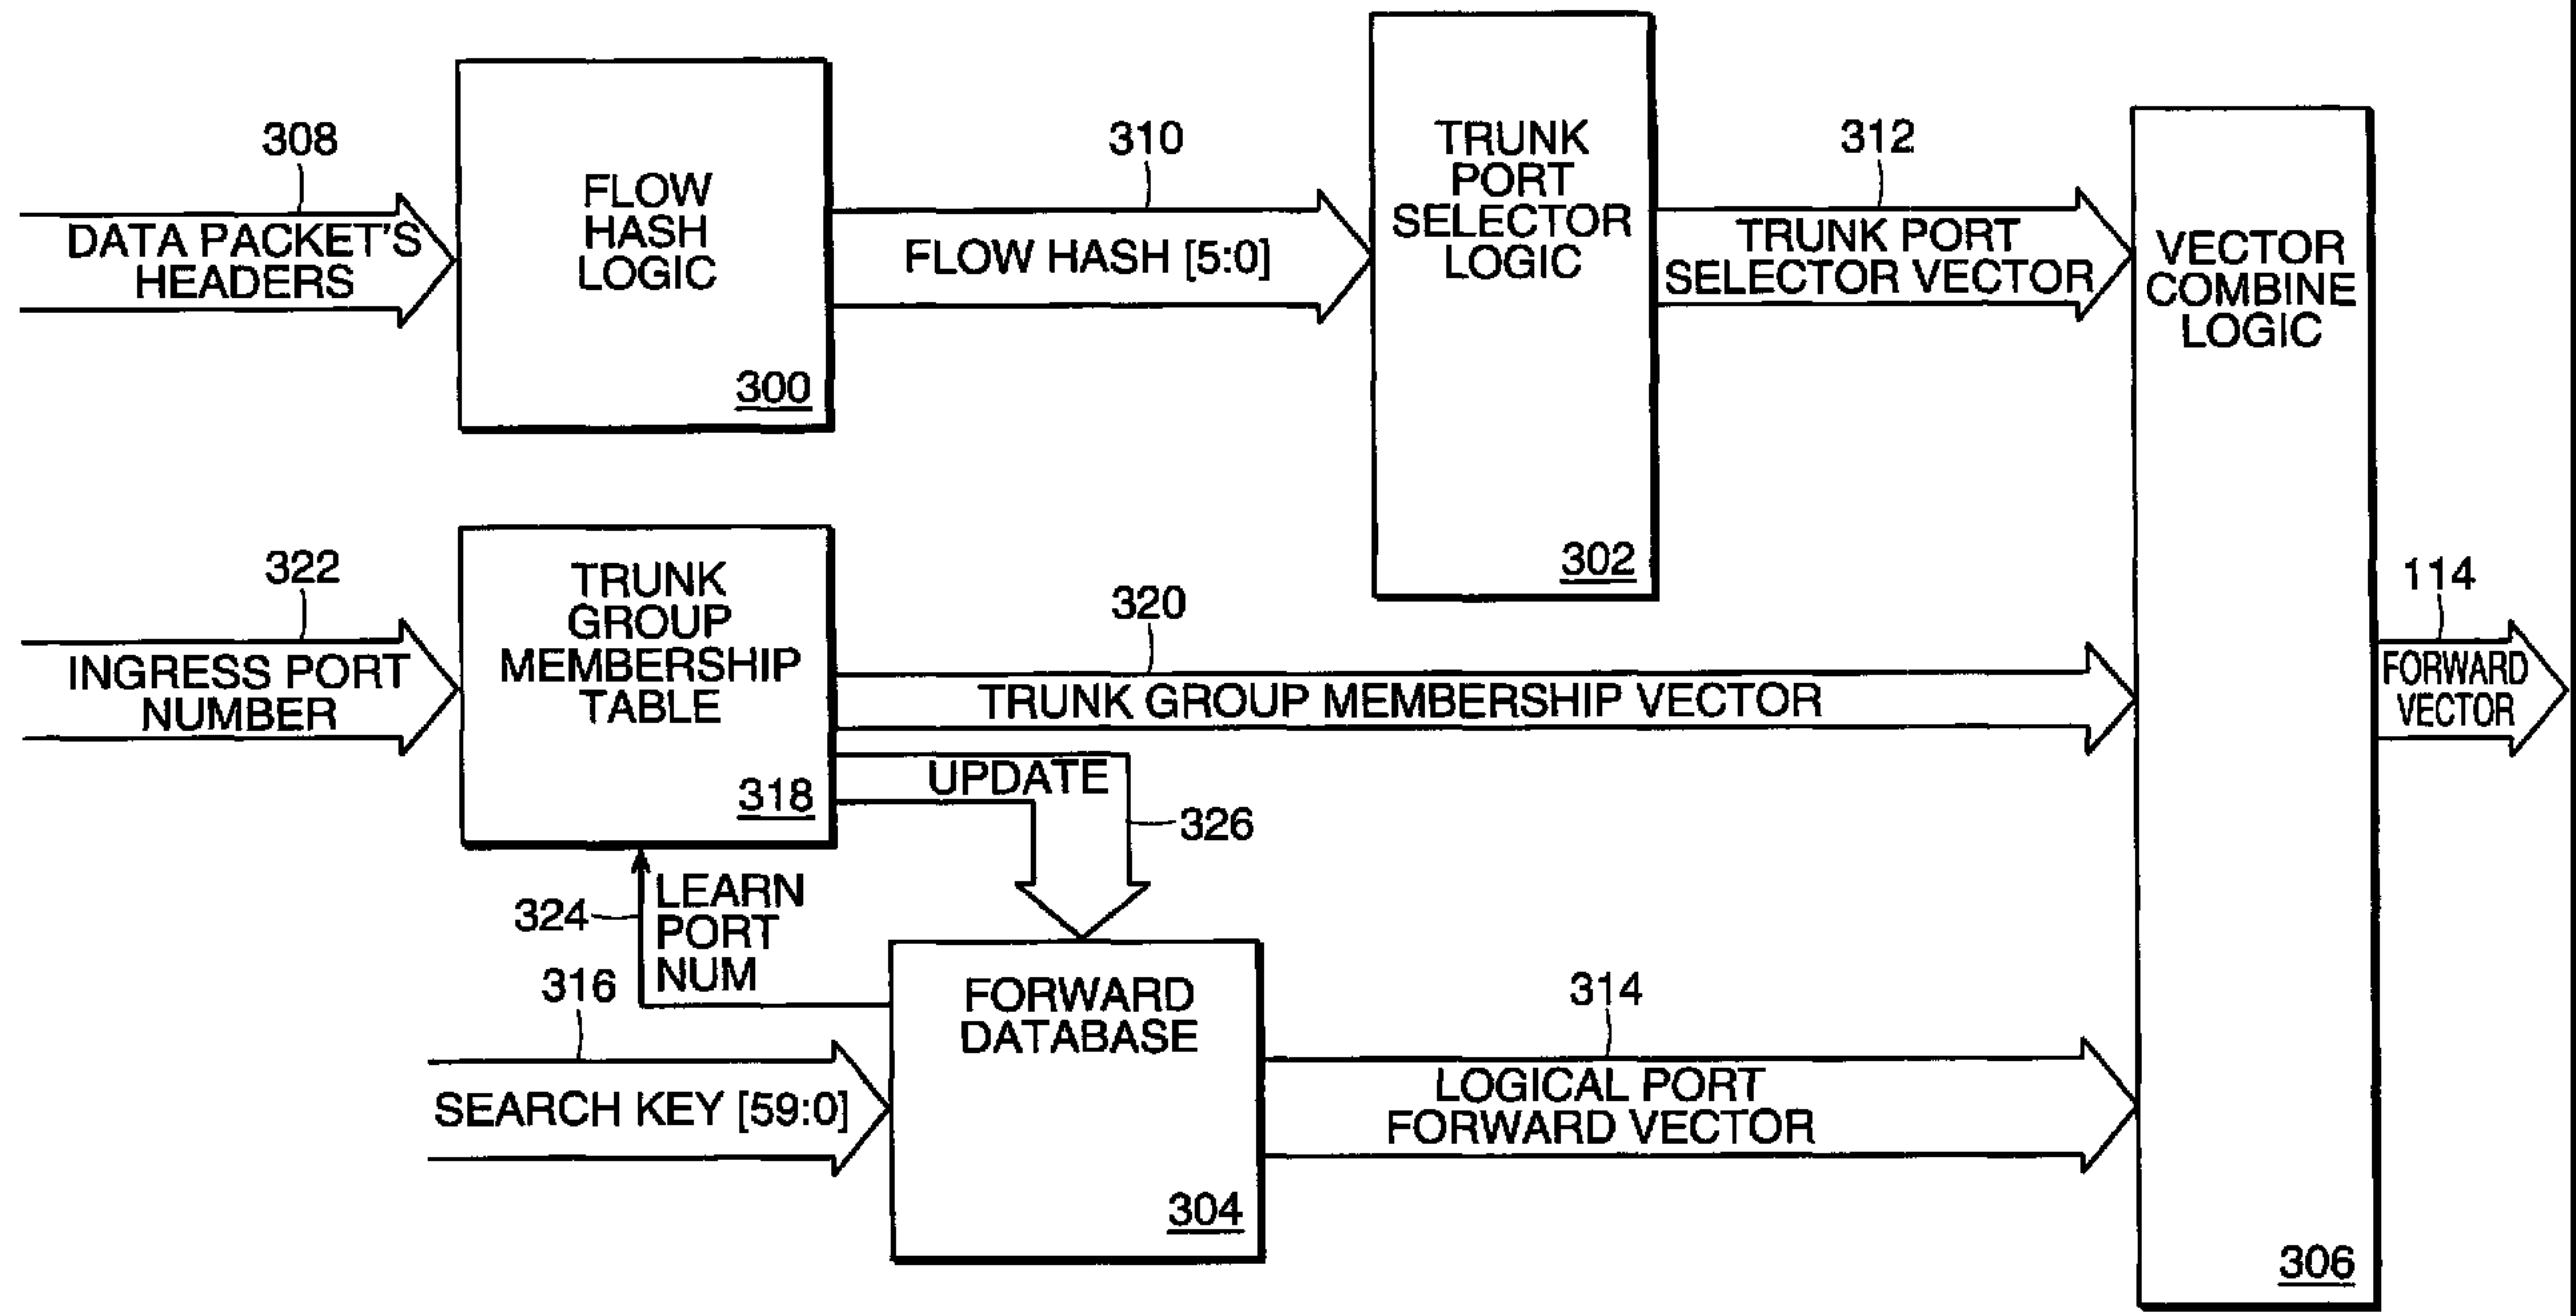 308
DATA PACKET'S
HEADERS
FLOW
HASH
LOGIC
300
310
FLOW HASH [5:0]
TRUNK
PORT
SELECTOR
LOGIC
302
312
TRUNK PORT
SELECTOR VECTOR
VECTOR
COMBINE
LOGIC
306
322
INGRESS PORT
NUMBER
TRUNK
GROUP
MEMBERSHIP
TABLE
318
320
TRUNK GROUP MEMBERSHIP VECTOR
UPDATE
326
114
FORWARD
VECTOR
324
LEARN
PORT
NUM
316
SEARCH KEY [59:0]
FORWARD
DATABASE
304
314
LOGICAL PORT
FORWARD VECTOR